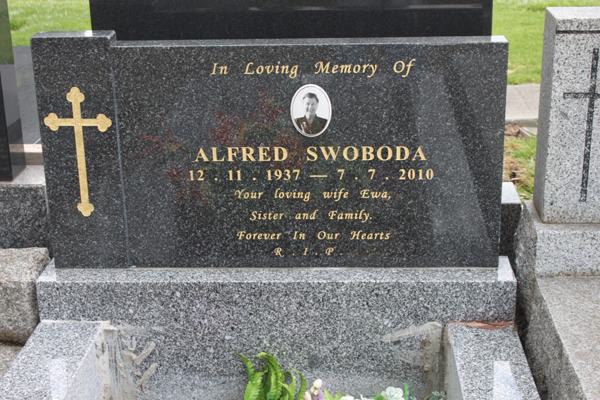 In Loving Memory Of
ALFRED SWOBODA
12 . 11 . 1937 — 7 . 7 . 2010
Your loving wife Ewa,
Sister and Family.
Forever In Our Hearts
R . I . P .